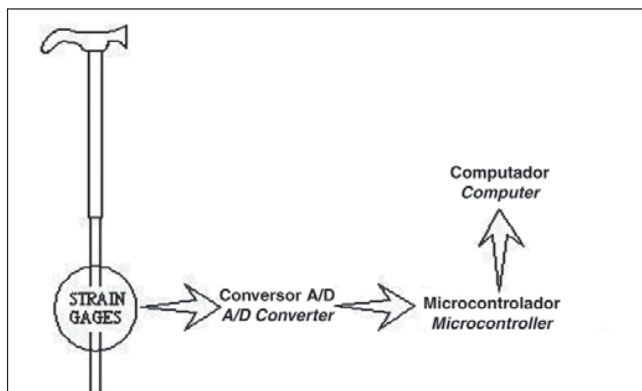 Computador
Computer
STRAIN
GAGES
Conversor A/D
A/D Converter
Microcontrolador
Microcontroller